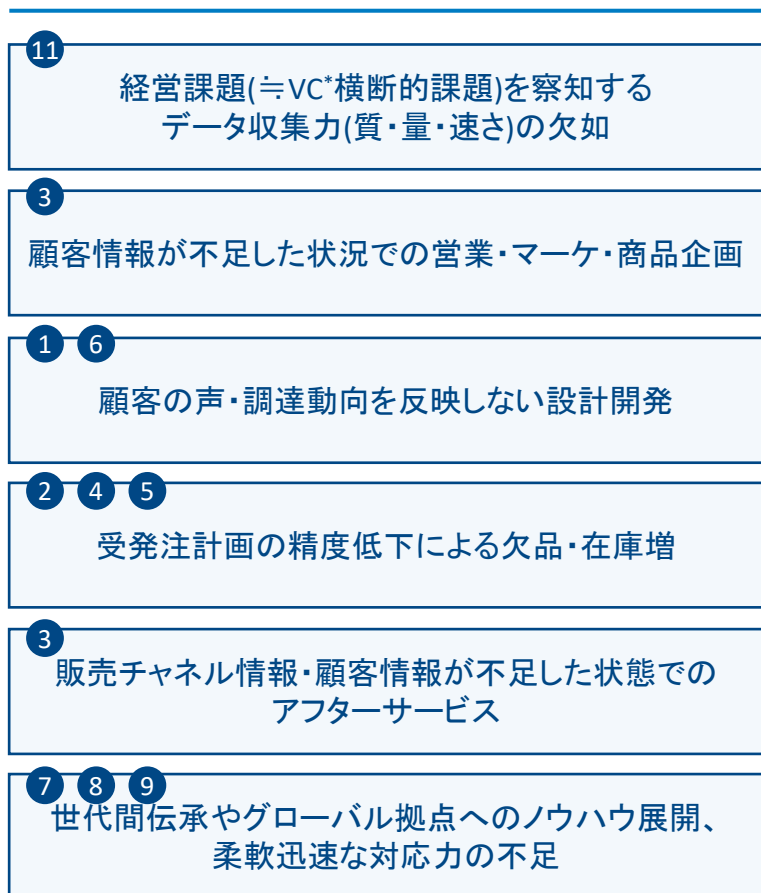 11
経営課題(≒VC*横断的課題)を察知する
データ収集力(質・量・速さ)の欠如
3
顧客情報が不足した状況での営業・マーケ・商品企画
1 6
顧客の声・調達動向を反映しない設計開発
2 4 5
受発注計画の精度低下による欠品・在庫増
3
販売チャネル情報・顧客情報が不足した状態での
アフターサービス
7 8 9
世代間伝承やグローバル拠点へのノウハウ展開、
柔軟迅速な対応力の不足